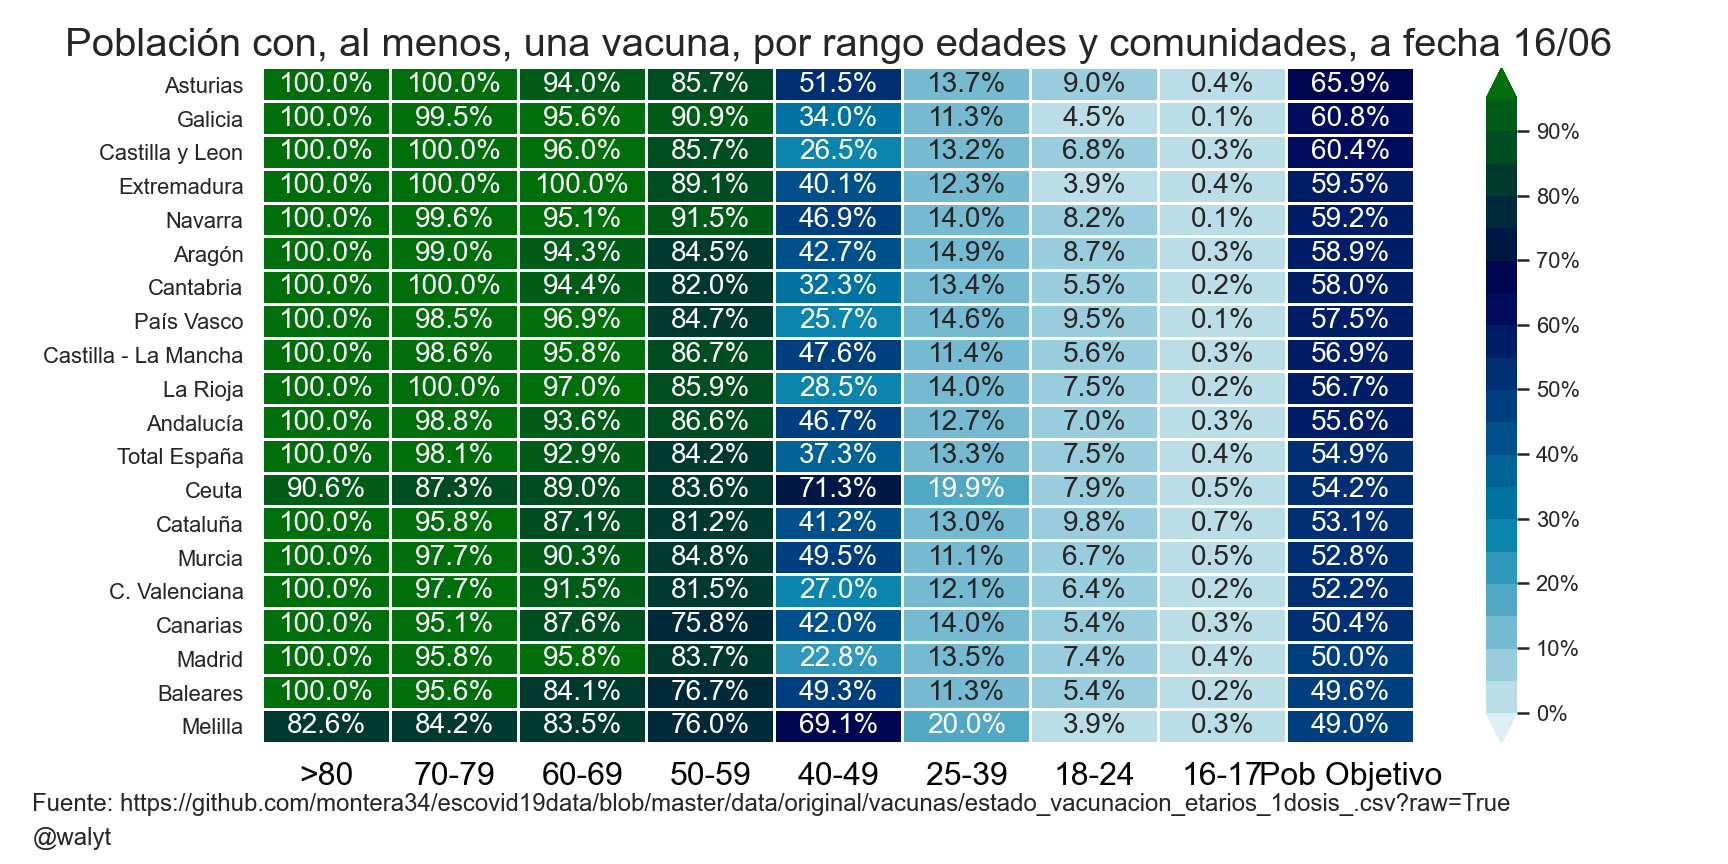 Población con, al menos, una vacuna, por rango edades y comunidades, a fecha 16/06
Asturias 100.0% 100.0% 94.0% 85.7% 51.5% 13.7% 9.0% 0.4% 65.9%
Galicia 100.0% 99.5% 95.6% 90.9% 34.0% 11.3% 4.5% 0.1% 60.8%
Castilla y Leon 100.0% 100.0% 96.0% 85.7% 26.5% 13.2% 6.8% 0.3% 60.4%
Extremadura 100.0% 100.0% 100.0% 89.1% 40.1% 12.3% 3.9% 0.4% 59.5%
Navarra 100.0% 99.6% 95.1% 91.5% 46.9% 14.0% 8.2% 0.1% 59.2%
Aragón 100.0% 99.0% 94.3% 84.5% 42.7% 14.9% 8.7% 0.3% 58.9%
Cantabria 100.0% 100.0% 94.4% 82.0% 32.3% 13.4% 5.5% 0.2% 58.0%
País Vasco 100.0% 98.5% 96.9% 84.7% 25.7% 14.6% 9.5% 0.1% 57.5%
Castilla - La Mancha 100.0% 98.6% 95.8% 86.7% 47.6% 11.4% 5.6% 0.3% 56.9%
La Rioja 100.0% 100.0% 97.0% 85.9% 28.5% 14.0% 7.5% 0.2% 56.7%
Andalucía 100.0% 98.8% 93.6% 86.6% 46.7% 12.7% 7.0% 0.3% 55.6%
Total España 100.0% 98.1% 92.9% 84.2% 37.3% 13.3% 7.5% 0.4% 54.9%
Ceuta 90.6% 87.3% 89.0% 83.6% 71.3% 19.9% 7.9% 0.5% 54.2%
Cataluña 100.0% 95.8% 87.1% 81.2% 41.2% 13.0% 9.8% 0.7% 53.1%
Murcia 100.0% 97.7% 90.3% 84.8% 49.5% 11.1% 6.7% 0.5% 52.8%
C. Valenciana 100.0% 97.7% 91.5% 81.5% 27.0% 12.1% 6.4% 0.2% 52.2%
Canarias 100.0% 95.1% 87.6% 75.8% 42.0% 14.0% 5.4% 0.3% 50.4%
Madrid 100.0% 95.8% 95.8% 83.7% 22.8% 13.5% 7.4% 0.4% 50.0%
Baleares 100.0% 95.6% 84.1% 76.7% 49.3% 11.3% 5.4% 0.2% 49.6%
Melilla 82.6% 84.2% 83.5% 76.0% 69.1% 20.0% 3.9% 0.3% 49.0%
>80 70-79 60-69 50-59 40-49 25-39 18-24 16-17 Pob Objetivo
90%
80%
70%
60%
50%
40%
30%
20%
10%
0%
Fuente: https://github.com/montera34/escovid19data/blob/master/data/original/vacunas/estado_vacunacion_etarios_1dosis_.csv?raw=True
@walyt